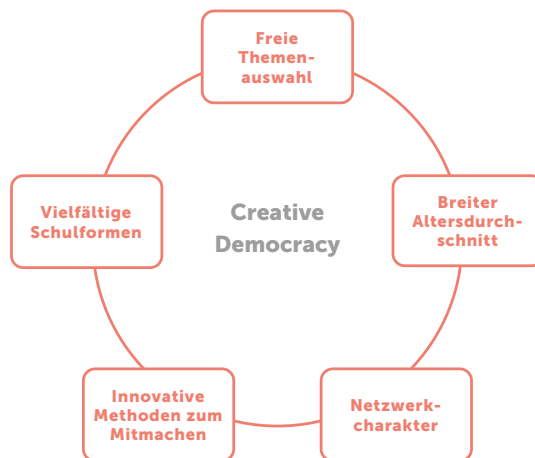 Freie
Themen-
auswahl
Vielfältige
Schulformen
Creative
Democracy
Breiter
Altersdurch-
schnitt
Innovative
Methoden zum
Mitmachen
Netzwerk-
charakter